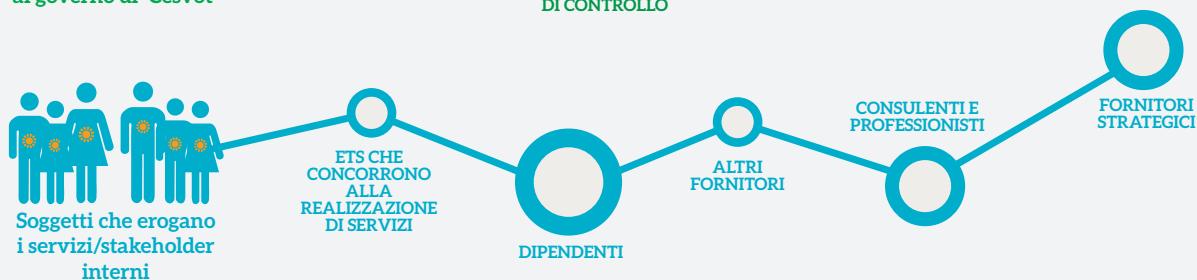 al governo di Cesvot
DI CONTROLLO
Soggetti che erogano
i servizi/stakeholder
interni
ETS CHE
CONCORRONO
ALLA
REALIZZAZIONE
DI SERVIZI
DIPENDENTI
ALTRI
FORNITORI
CONSULENTI E
PROFESSIONISTI
FORNITORI
STRATEGICI